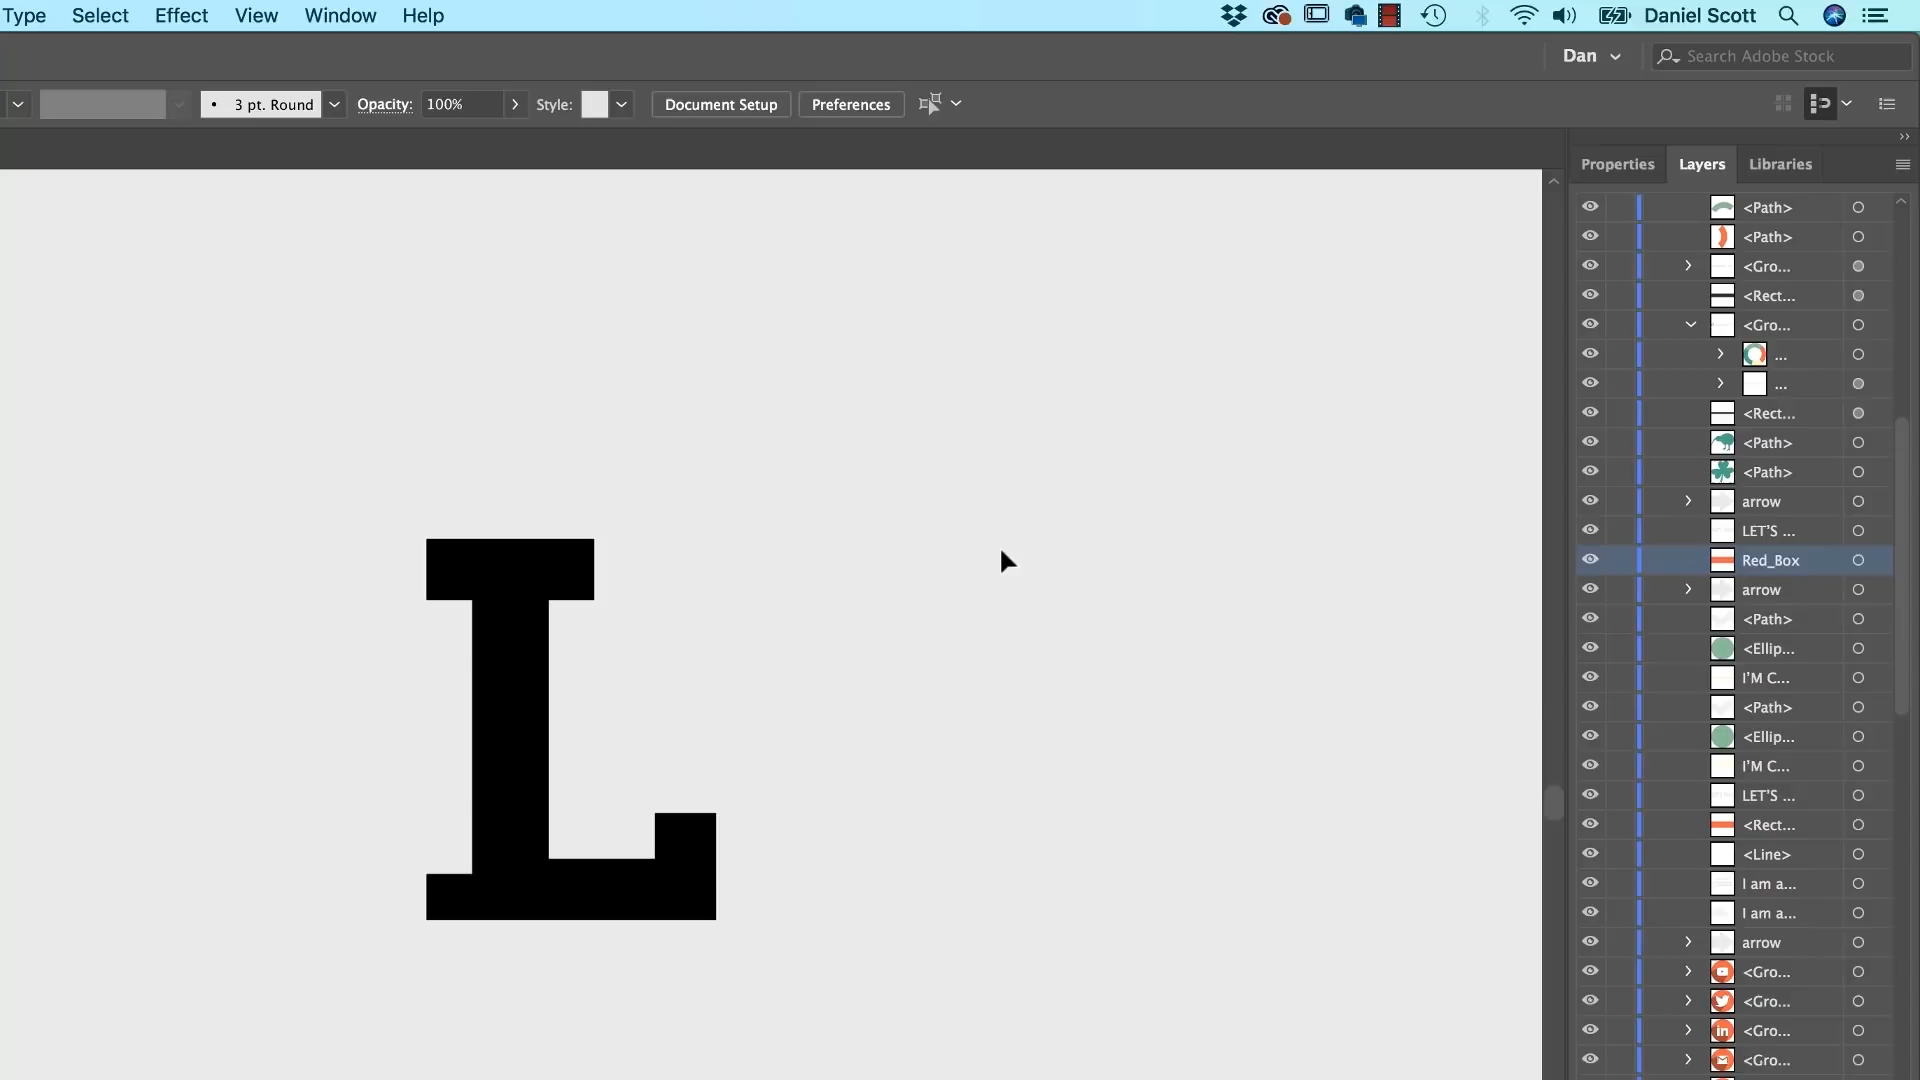 Type Select Effect View Window Help Daniel Scott
Dan Search Adobe Stock
3 pt. Round Opacity: 100% Style: Document Setup Preferences
Properties Layers Libraries
<Path>
<Path>
<Gro...
<Rect...
<Gro...
...
...
<Rect...
<Path>
<Path>
arrow
LET'S ...
Red_Box
arrow
<Path>
<Ellip...
I'M C...
<Path>
<Ellip...
I'M C...
LET'S ...
<Rect...
<Line>
I am a...
I am a...
arrow
<Gro...
<Gro...
in <Gro...
<Gro...
L